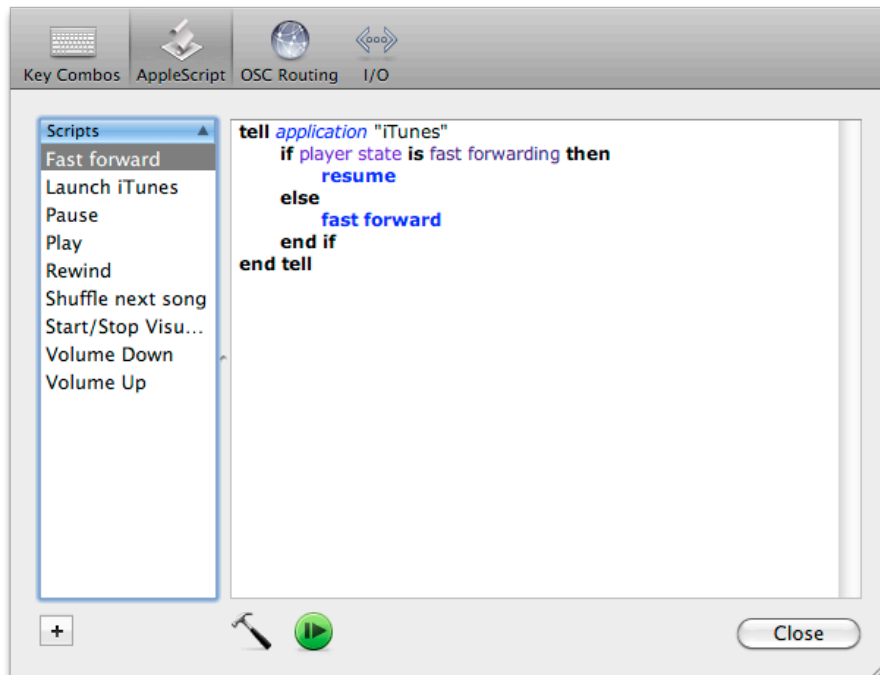 Key Combos AppleScript OSC Routing I/O
Scripts
Fast forward
Launch iTunes
Pause
Play
Rewind
Shuffle next song
Start/Stop Visu...
Volume Down
Volume Up
tell application "iTunes"
if player state is fast forwarding then
resume
else
fast forward
end if
end tell
+
Close